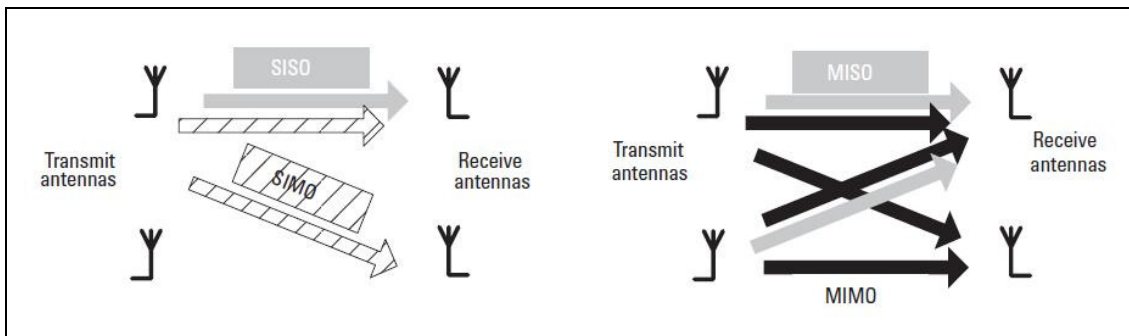 SISO
Transmit
antennas
SIMO
Receive
antennas
MISO
Transmit
antennas
Receive
antennas
MIMO